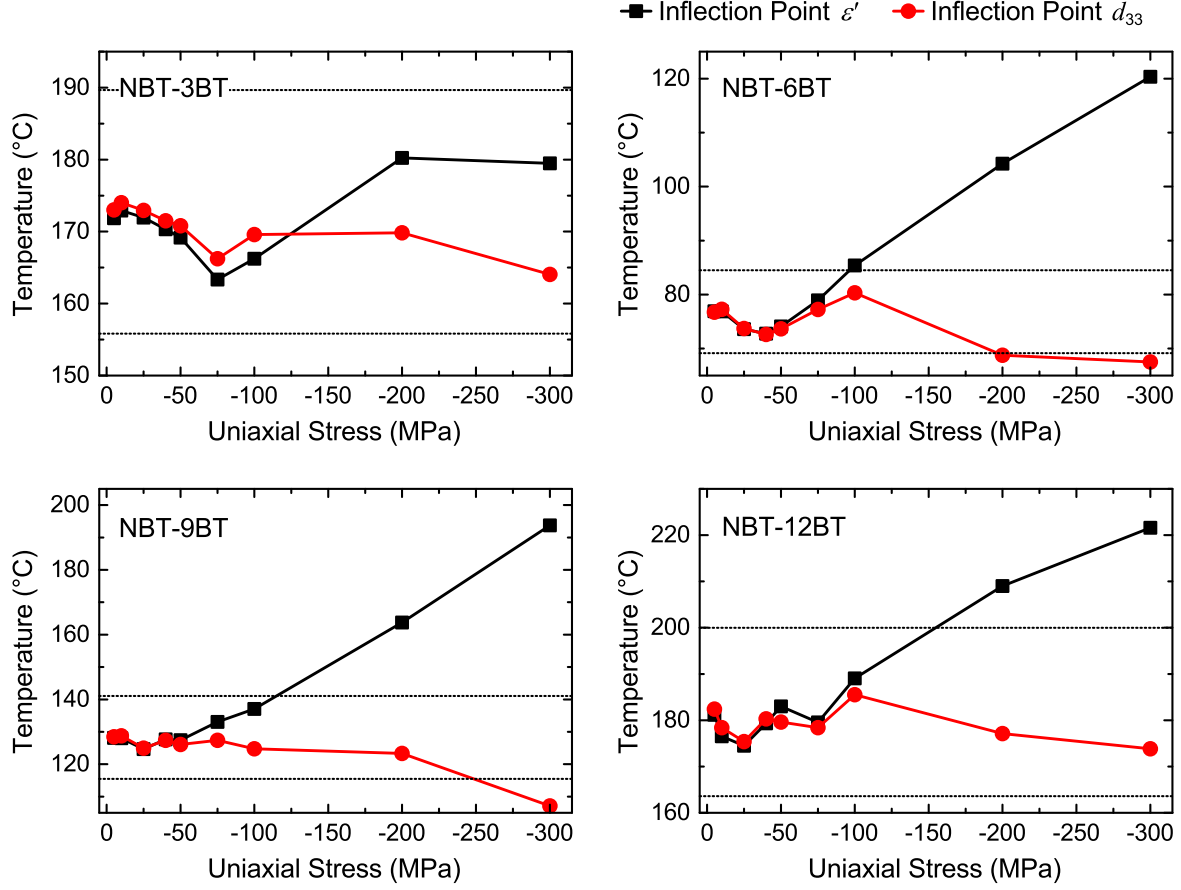 Inflection Point ε′ Inflection Point d33
NBT-3BT
190
180
170
160
150
Temperature (°C)
0 -50 -100 -150 -200 -250 -300
Uniaxial Stress (MPa)
NBT-6BT
120
100
80
Temperature (°C)
0 -50 -100 -150 -200 -250 -300
Uniaxial Stress (MPa)
NBT-9BT
200
180
160
140
120
Temperature (°C)
0 -50 -100 -150 -200 -250 -300
Uniaxial Stress (MPa)
NBT-12BT
220
200
180
160
Temperature (°C)
0 -50 -100 -150 -200 -250 -300
Uniaxial Stress (MPa)